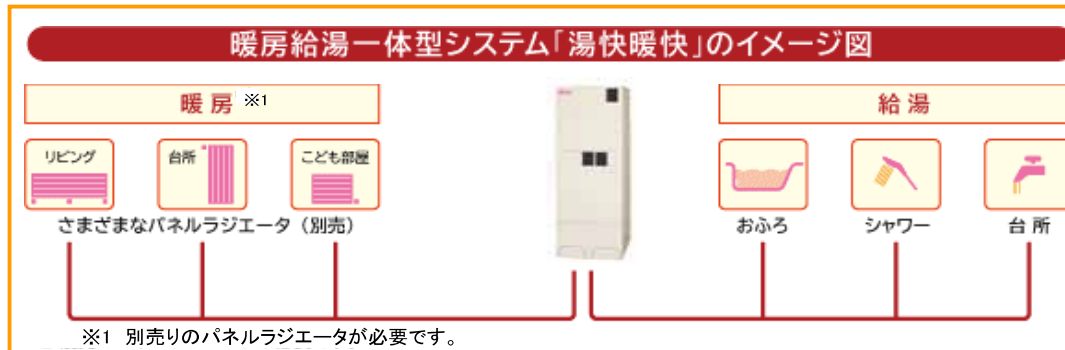 暖房給湯一体型システム「湯快暖快」のイメージ図
暖房 ※1
給湯
リビング
台所
こども部屋
さまざまなパネルラジエータ（別売）
おふろ
シャワー
台所
※1 別売りのパネルラジエータが必要です。